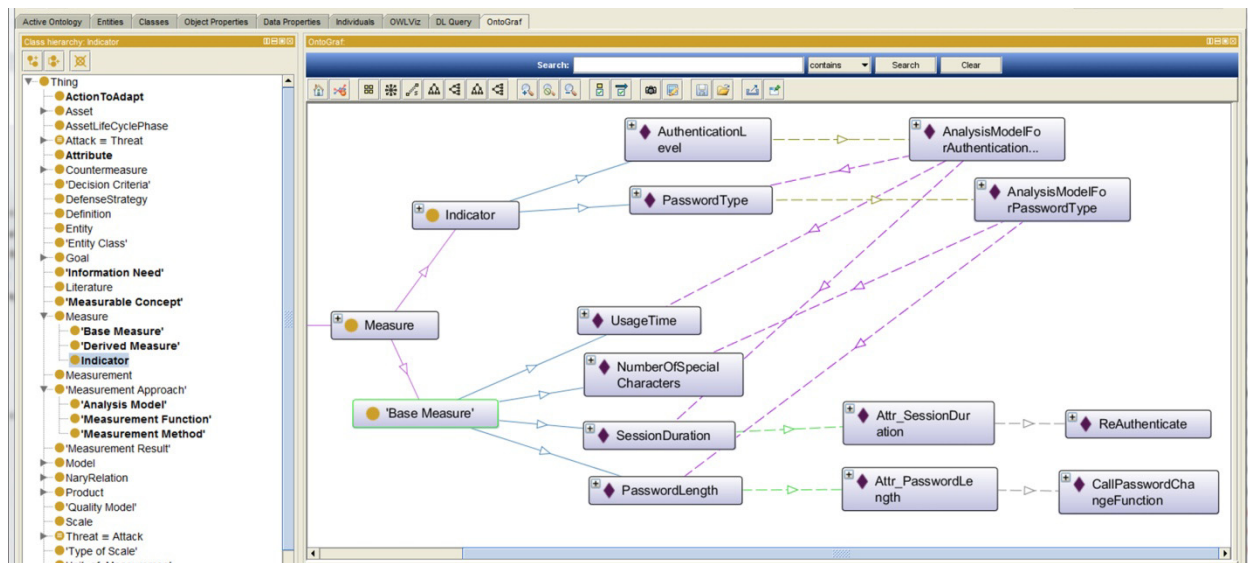 Active Ontology Entities Classes Object Properties Data Properties Individuals OWLViz DL Query OntoGraf
Class hierarchy: Indicator
OntoGraf:
Search: contains Search Clear
Thing
ActionToAdapt
Asset
AssetLifeCyclePhase
Attack ≡ Threat
Attribute
Countermeasure
'Decision Criteria'
DefenseStrategy
Definition
Entity
'Entity Class'
Goal
'Information Need'
Literature
'Measurable Concept'
Measure
'Base Measure'
'Derived Measure'
Indicator
Measurement
'Measurement Approach'
'Analysis Model'
'Measurement Function'
'Measurement Method'
'Measurement Result'
Model
NaryRelation
Product
'Quality Model'
Scale
Threat ≡ Attack
'Type of Scale'
AuthenticationL
evel
AnalysisModelFo
rAuthentication...
PasswordType
AnalysisModelFo
rPasswordType
Indicator
Measure
UsageTime
NumberOfSpecial
Characters
'Base Measure'
SessionDuration
Attr_SessionDur
ation
ReAuthenticate
PasswordLength
Attr_PasswordLe
ngth
CallPasswordCha
ngeFunction